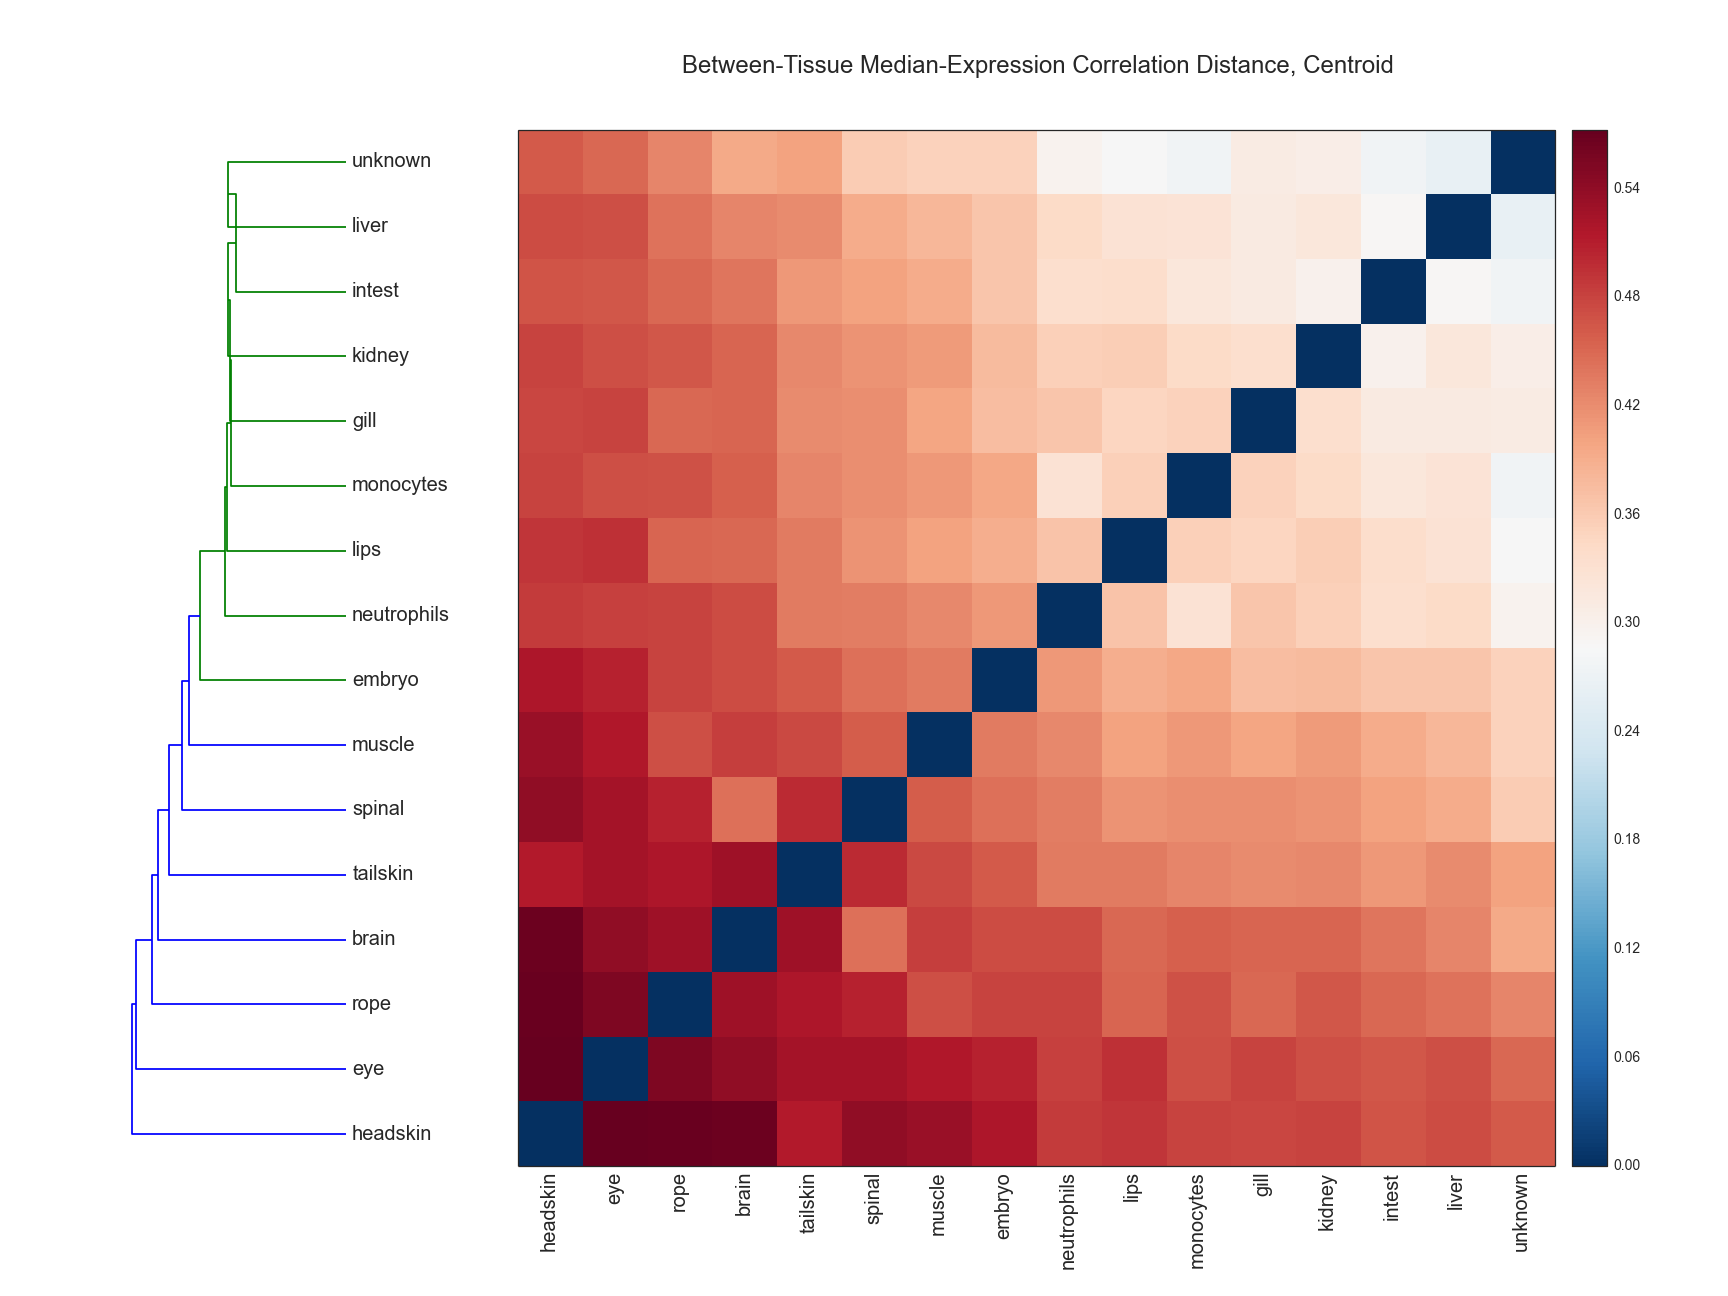 Between-Tissue Median-Expression Correlation Distance, Centroid
unknown
liver
intest
kidney
gill
monocytes
lips
neutrophils
embryo
muscle
spinal
tailskin
brain
rope
eye
headskin
headskin
eye
rope
brain
tailskin
spinal
muscle
embryo
neutrophils
lips
monocytes
gill
kidney
intest
liver
unknown
0.54
0.48
0.42
0.36
0.30
0.24
0.18
0.12
0.06
0.00